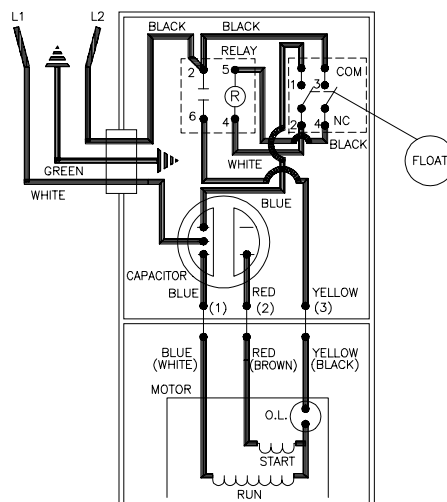 L1
L2
BLACK
BLACK
RELAY
2
5
COM
1
3
R
6
4
2
4
NC
WHITE
BLACK
FLOAT
GREEN
WHITE
BLUE
CAPACITOR
BLUE
RED
YELLOW
(1)
(2)
(3)
BLUE
(WHITE)
RED
(BROWN)
YELLOW
(BLACK)
MOTOR
O.L.
START
RUN